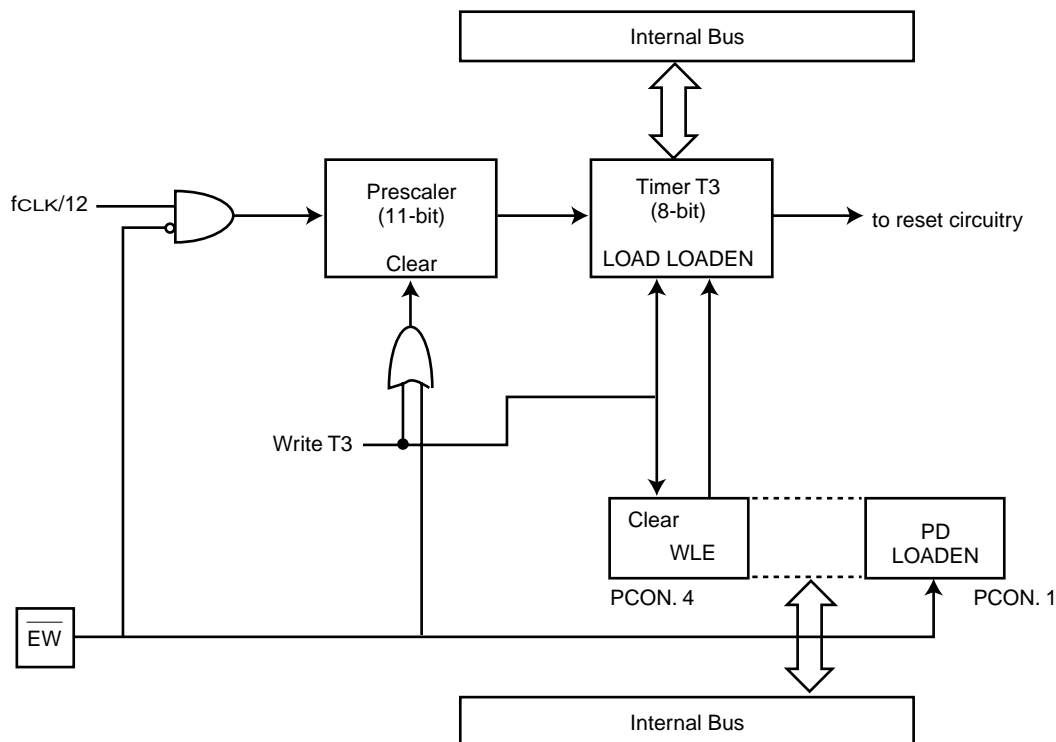 Internal Bus
fCLK/12
Prescaler
(11-bit)
Clear
Timer T3
(8-bit)
LOAD LOADEN
to reset circuitry
Write T3
Clear
WLE
PD
LOADEN
PCON. 4
PCON. 1
EW
Internal Bus